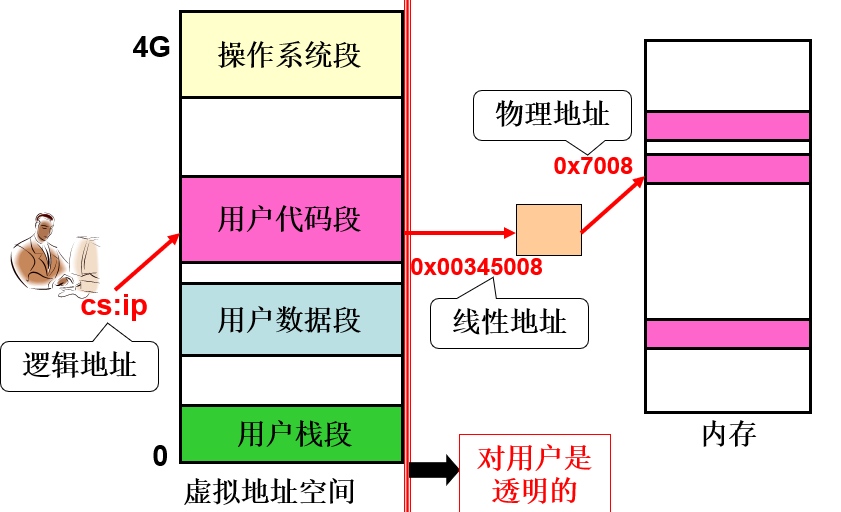 4G
操作系统段
物理地址
0x7008
用户代码段
0x00345008
cs:ip
用户数据段
线性地址
逻辑地址
用户栈段
0
内存
虚拟地址空间
对用户是
透明的